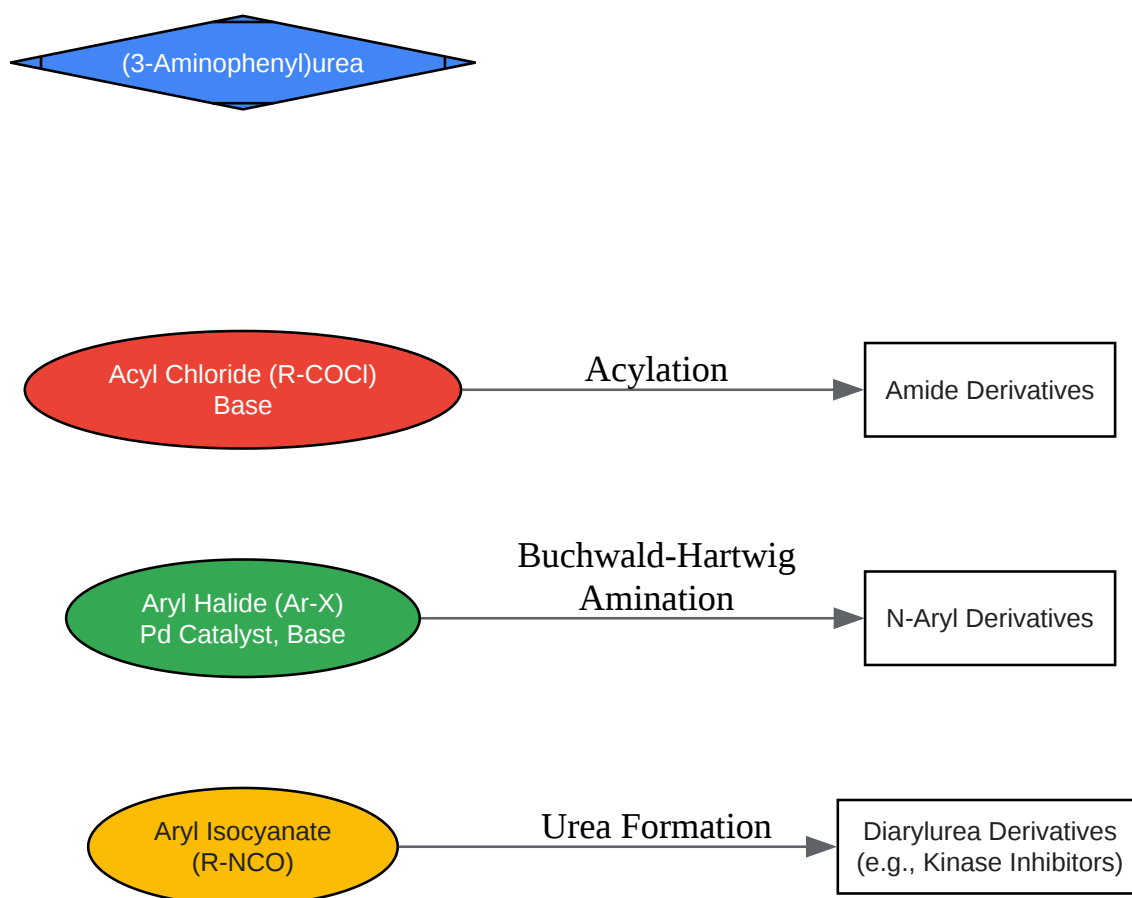 (3-Aminophenyl)urea
Acyl Chloride (R-COCl)
Base
Acylation
Amide Derivatives
Aryl Halide (Ar-X)
Pd Catalyst, Base
Buchwald-Hartwig
Amination
N-Aryl Derivatives
Aryl Isocyanate
(R-NCO)
Urea Formation
Diarylurea Derivatives
(e.g., Kinase Inhibitors)